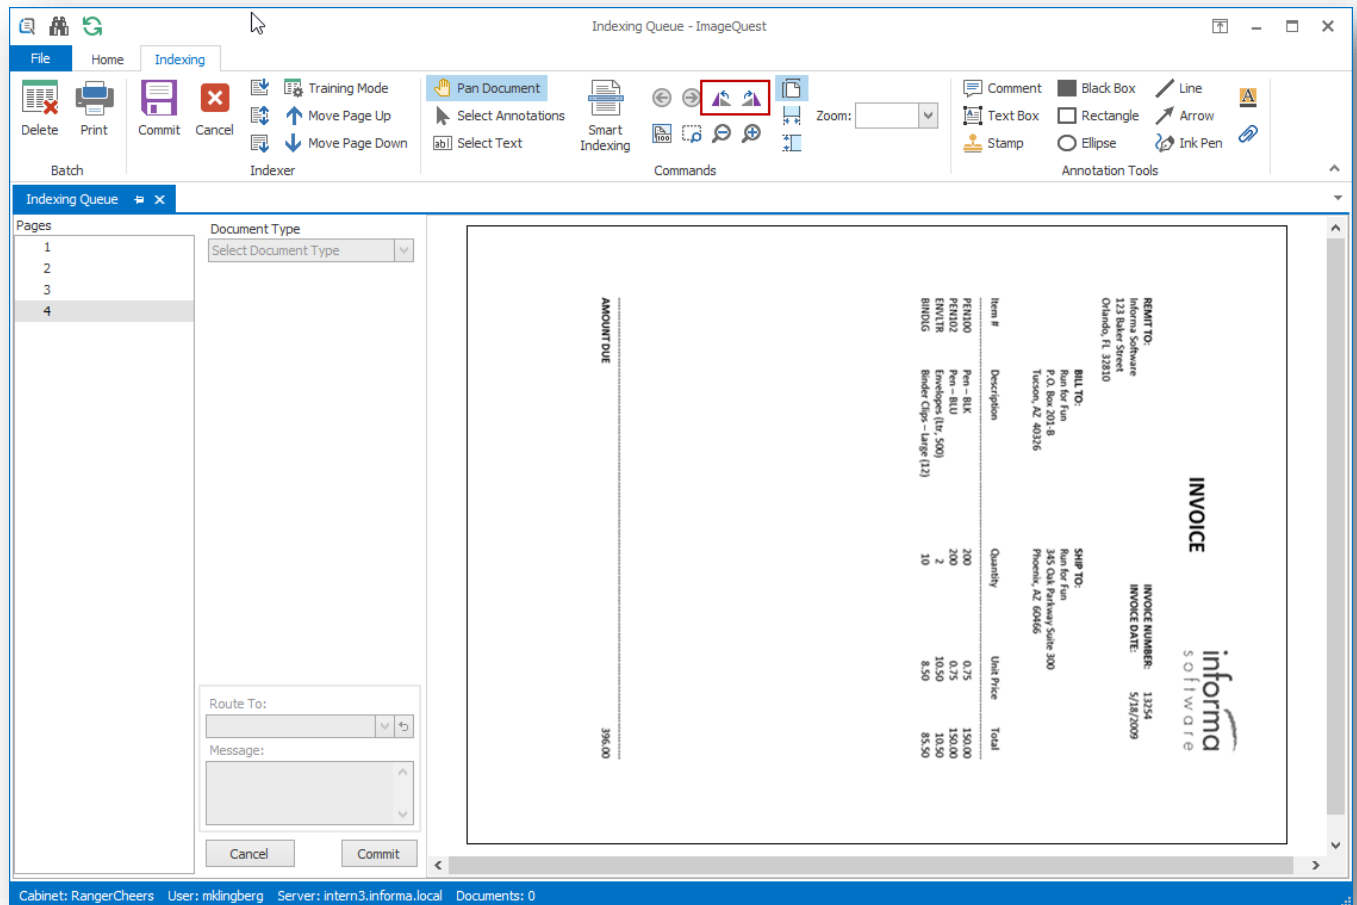 Indexing Queue - ImageQuest
File Home Indexing
Delete
Print
Batch
Commit
Cancel
Training Mode
Move Page Up
Move Page Down
Indexer
Pan Document
Select Annotations
ab Select Text
Smart
Indexing
100
Zoom:
Commands
Comment
Text Box
Stamp
Black Box
Rectangle
Ellipse
Line
Arrow
Ink Pen
A
Annotation Tools
Indexing Queue
Pages
1
2
3
4
Document Type
Select Document Type
Route To:
Message:
Cancel Commit
informa
software
INVOICE
INVOICE NUMBER: 13254
INVOICE DATE: 5/18/2009
REMIT TO:
Informa Software
123 Baker Street
Orlando, FL 32810
BILL TO:
Run for Fun
P.O. Box 201-B
Tucson, AZ 40326
SHIP TO:
Run for Fun
345 Oak Parkway Suite 300
Phoenix, AZ 60466
Item # Description Quantity Unit Price Total
PEN100 Pen – BLK 200 0.75 150.00
PEN102 Pen – BLU 200 0.75 150.00
ENVLTR Envelopes (Ltr, 500) 2 10.50 10.50
BINDLG Binder Clips – Large (12) 10 8.50 85.50
AMOUNT DUE 396.00
Cabinet: RangerCheers User: mklingberg Server: intern3.informa.local Documents: 0